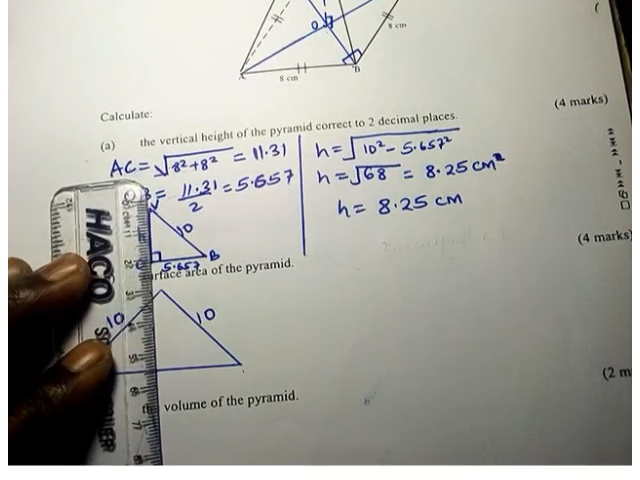 O
8 cm
A
8 cm
B
Calculate:
(4 marks)
(a) the vertical height of the pyramid correct to 2 decimal places.
AC = √8²+8² = 11.31
B = 11.31/2 = 5.657
V
10
B
5.657
h = √10² - 5.657²
h = √68 = 8.25 cm²
h = 8.25 cm
(4 marks)
surface area of the pyramid.
10
10
HACO
(2 m
the volume of the pyramid.